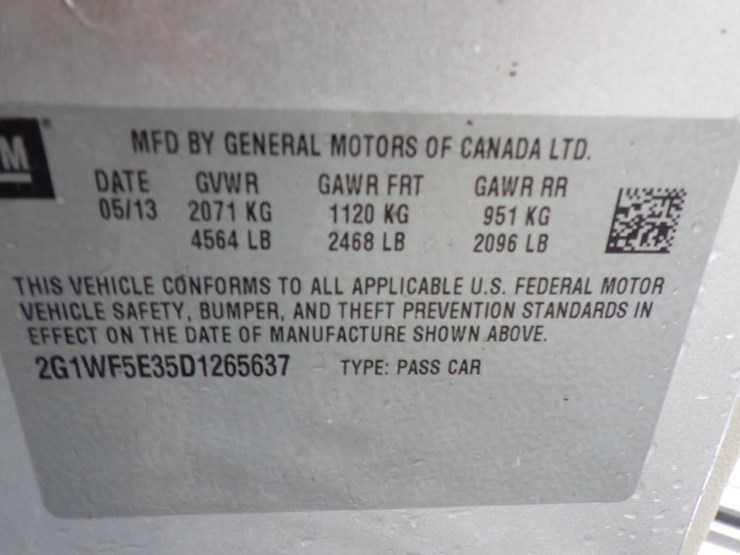 M
MFD BY GENERAL MOTORS OF CANADA LTD.
DATE GVWR GAWR FRT GAWR RR
05/13 2071 KG 1120 KG 951 KG
4564 LB 2468 LB 2096 LB
THIS VEHICLE CONFORMS TO ALL APPLICABLE U.S. FEDERAL MOTOR
VEHICLE SAFETY, BUMPER, AND THEFT PREVENTION STANDARDS IN
EFFECT ON THE DATE OF MANUFACTURE SHOWN ABOVE.
2G1WF5E35D1265637 TYPE: PASS CAR